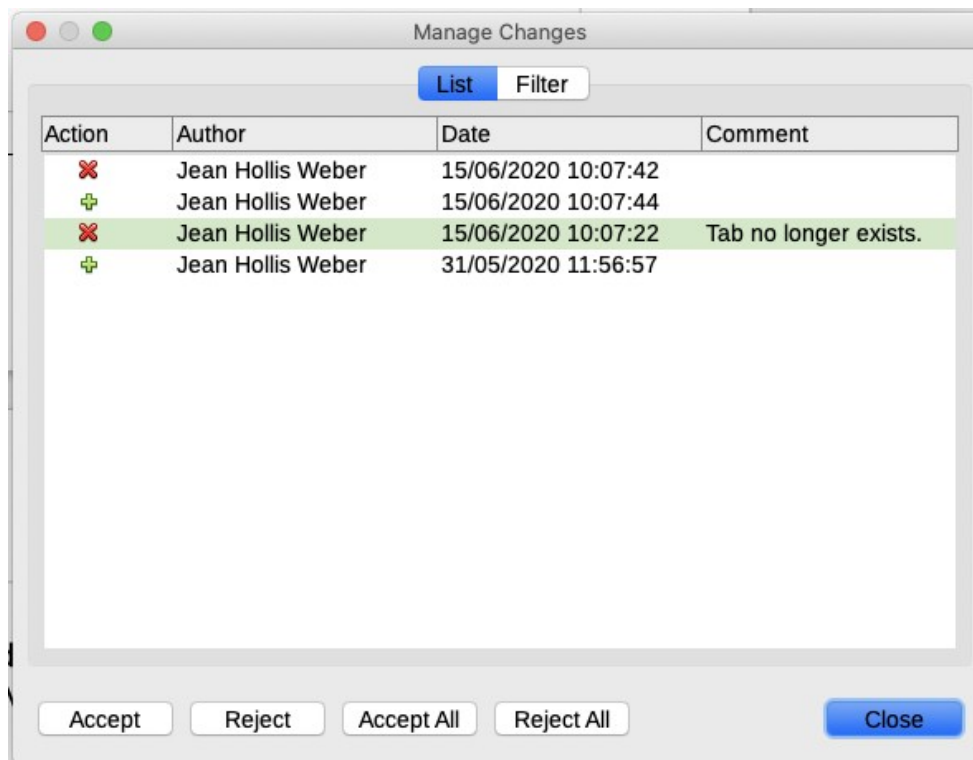 Manage Changes
List Filter
Action Author Date Comment
Jean Hollis Weber 15/06/2020 10:07:42
Jean Hollis Weber 15/06/2020 10:07:44
Jean Hollis Weber 15/06/2020 10:07:22 Tab no longer exists.
Jean Hollis Weber 31/05/2020 11:56:57
Accept Reject Accept All Reject All Close